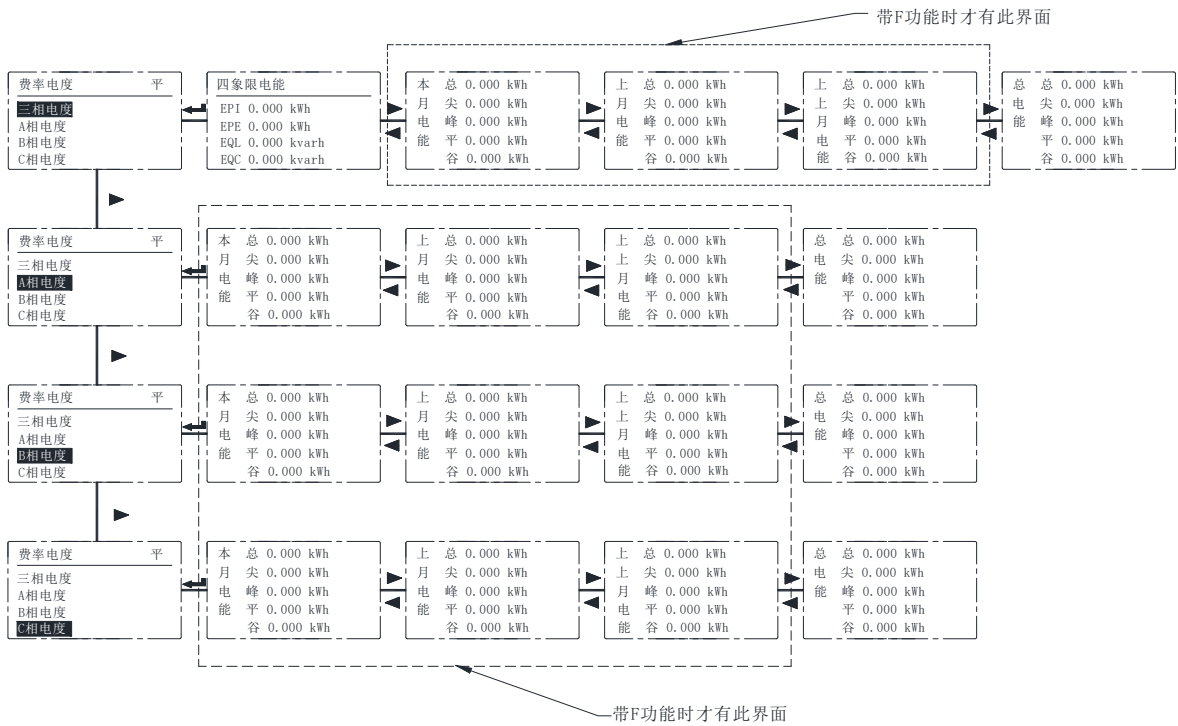 带F功能时才有此界面
费率电度 平
三相电度
A相电度
B相电度
C相电度
四象限电能
EPI 0.000 kWh
EPE 0.000 kWh
EQL 0.000 kvarh
EQC 0.000 kvarh
本 总 0.000 kWh
月 尖 0.000 kWh
电 峰 0.000 kWh
能 平 0.000 kWh
谷 0.000 kWh
上 总 0.000 kWh
月 尖 0.000 kWh
电 峰 0.000 kWh
能 平 0.000 kWh
谷 0.000 kWh
上 总 0.000 kWh
上 尖 0.000 kWh
月 峰 0.000 kWh
电 平 0.000 kWh
能 谷 0.000 kWh
总 总 0.000 kWh
电 尖 0.000 kWh
能 峰 0.000 kWh
平 0.000 kWh
谷 0.000 kWh
费率电度 平
三相电度
A相电度
B相电度
C相电度
本 总 0.000 kWh
月 尖 0.000 kWh
电 峰 0.000 kWh
能 平 0.000 kWh
谷 0.000 kWh
上 总 0.000 kWh
月 尖 0.000 kWh
电 峰 0.000 kWh
能 平 0.000 kWh
谷 0.000 kWh
上 总 0.000 kWh
上 尖 0.000 kWh
月 峰 0.000 kWh
电 平 0.000 kWh
能 谷 0.000 kWh
总 总 0.000 kWh
电 尖 0.000 kWh
能 峰 0.000 kWh
平 0.000 kWh
谷 0.000 kWh
费率电度 平
三相电度
A相电度
B相电度
C相电度
本 总 0.000 kWh
月 尖 0.000 kWh
电 峰 0.000 kWh
能 平 0.000 kWh
谷 0.000 kWh
上 总 0.000 kWh
月 尖 0.000 kWh
电 峰 0.000 kWh
能 平 0.000 kWh
谷 0.000 kWh
上 总 0.000 kWh
上 尖 0.000 kWh
月 峰 0.000 kWh
电 平 0.000 kWh
能 谷 0.000 kWh
总 总 0.000 kWh
电 尖 0.000 kWh
能 峰 0.000 kWh
平 0.000 kWh
谷 0.000 kWh
费率电度 平
三相电度
A相电度
B相电度
C相电度
本 总 0.000 kWh
月 尖 0.000 kWh
电 峰 0.000 kWh
能 平 0.000 kWh
谷 0.000 kWh
上 总 0.000 kWh
月 尖 0.000 kWh
电 峰 0.000 kWh
能 平 0.000 kWh
谷 0.000 kWh
上 总 0.000 kWh
上 尖 0.000 kWh
月 峰 0.000 kWh
电 平 0.000 kWh
能 谷 0.000 kWh
总 总 0.000 kWh
电 尖 0.000 kWh
能 峰 0.000 kWh
平 0.000 kWh
谷 0.000 kWh
带F功能时才有此界面